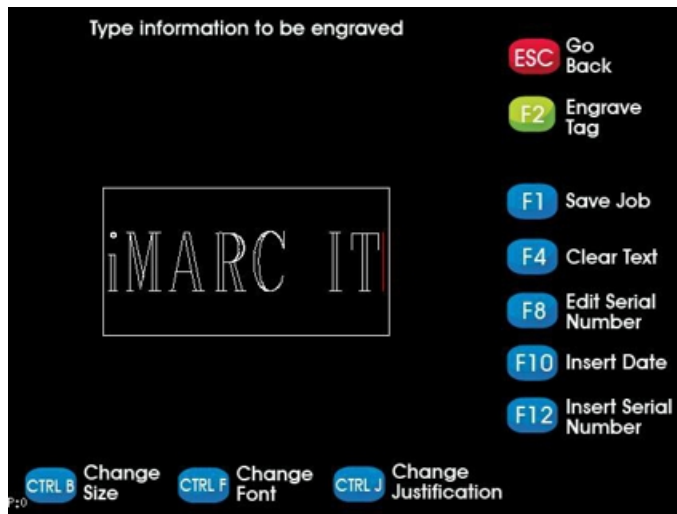 Type information to be engraved
ESC Go
Back
F2 Engrave
Tag
iMARC IT
F1 Save Job
F4 Clear Text
F8 Edit Serial
Number
F10 Insert Date
F12 Insert Serial
Number
CTRL B Change
Size
CTRL F Change
Font
CTRL J Change
Justification
P:0